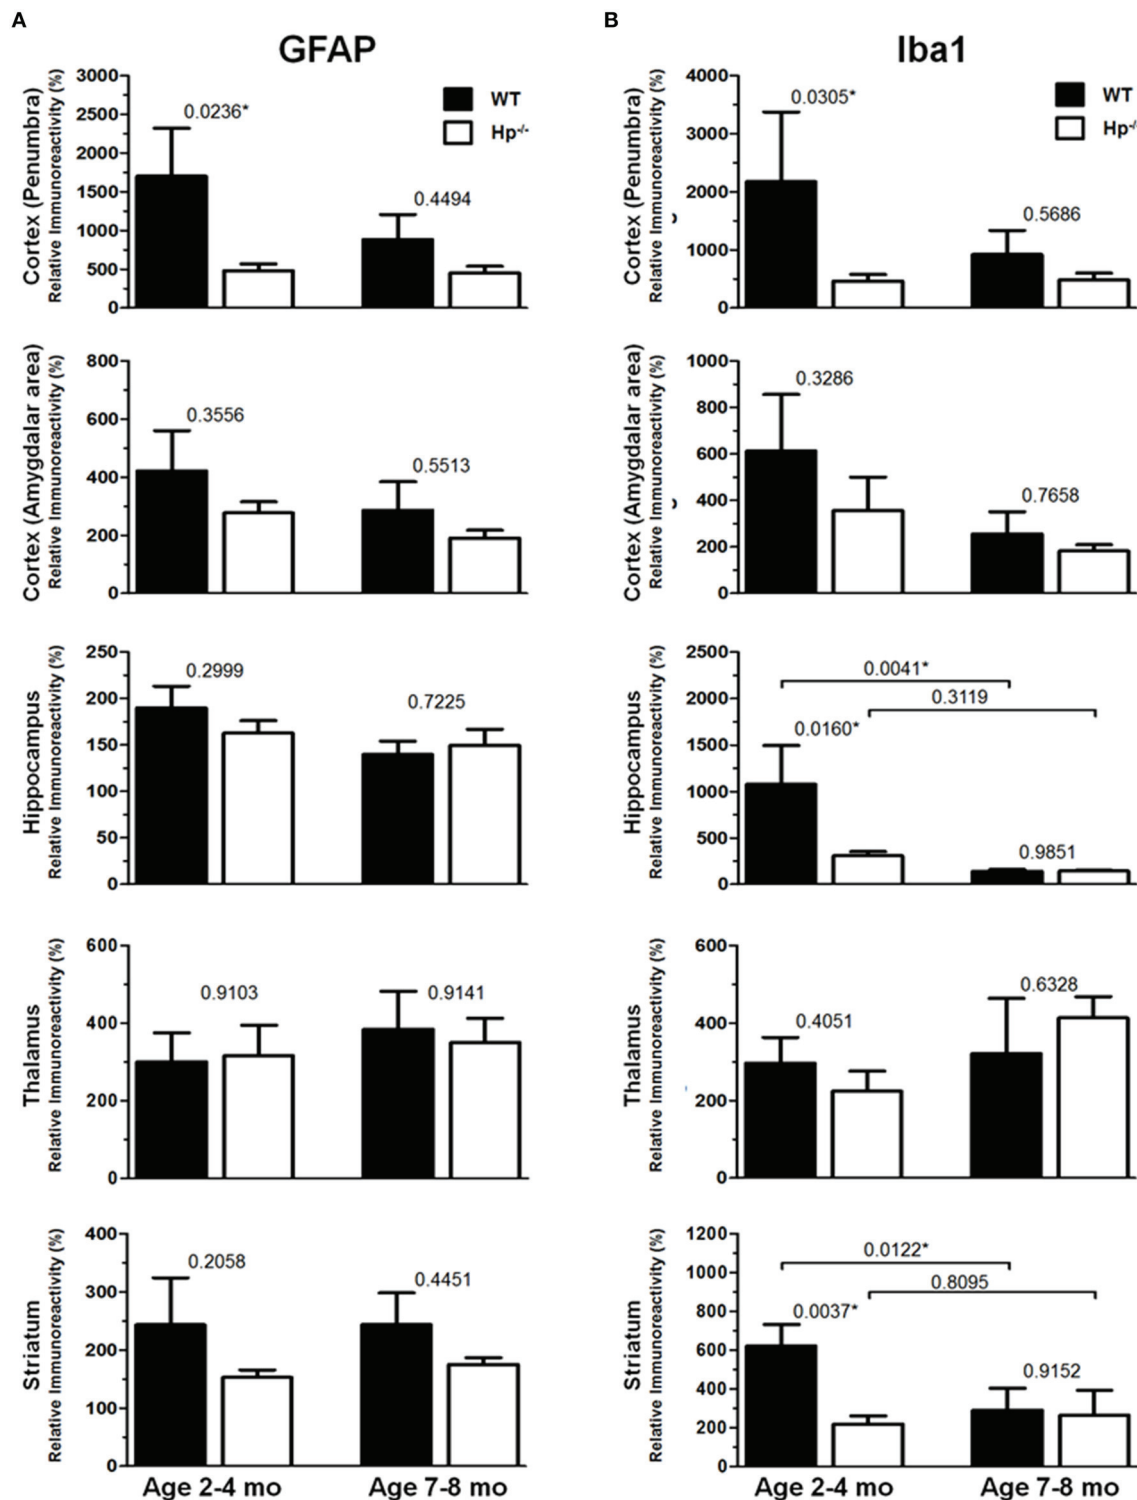 A
B
GFAP
Iba1
Cortex (Penumbra)
Relative Immunoreactivity (%)
3000
2500
2000
1500
1000
500
0
0.0236*
0.4494
WT
Hp-/-
Cortex (Penumbra)
Relative Immunoreactivity (%)
4000
3000
2000
1000
0
0.0305*
0.5686
WT
Hp-/-
Cortex (Amygdalar area)
Relative Immunoreactivity (%)
800
600
400
200
0
0.3556
0.5513
Cortex (Amygdalar area)
Relative Immunoreactivity (%)
1000
800
600
400
200
0
0.3286
0.7658
Hippocampus
Relative Immunoreactivity (%)
250
200
150
100
50
0
0.2999
0.7225
Hippocampus
Relative Immunoreactivity (%)
2500
2000
1500
1000
500
0
0.0041*
0.3119
0.0160*
0.9851
Thalamus
Relative Immunoreactivity (%)
600
400
200
0
0.9103
0.9141
Thalamus
Relative Immunoreactivity (%)
600
400
200
0
0.4051
0.6328
Striatum
Relative Immunoreactivity (%)
400
300
200
100
0
0.2058
0.4451
Age 2-4 mo
Age 7-8 mo
Striatum
Relative Immunoreactivity (%)
1200
1000
800
600
400
200
0
0.0122*
0.8095
0.0037*
0.9152
Age 2-4 mo
Age 7-8 mo